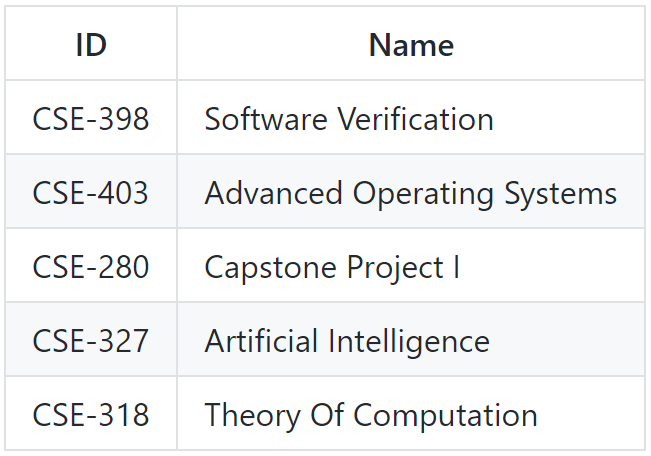 ID Name
CSE-398 Software Verification
CSE-403 Advanced Operating Systems
CSE-280 Capstone Project I
CSE-327 Artificial Intelligence
CSE-318 Theory Of Computation